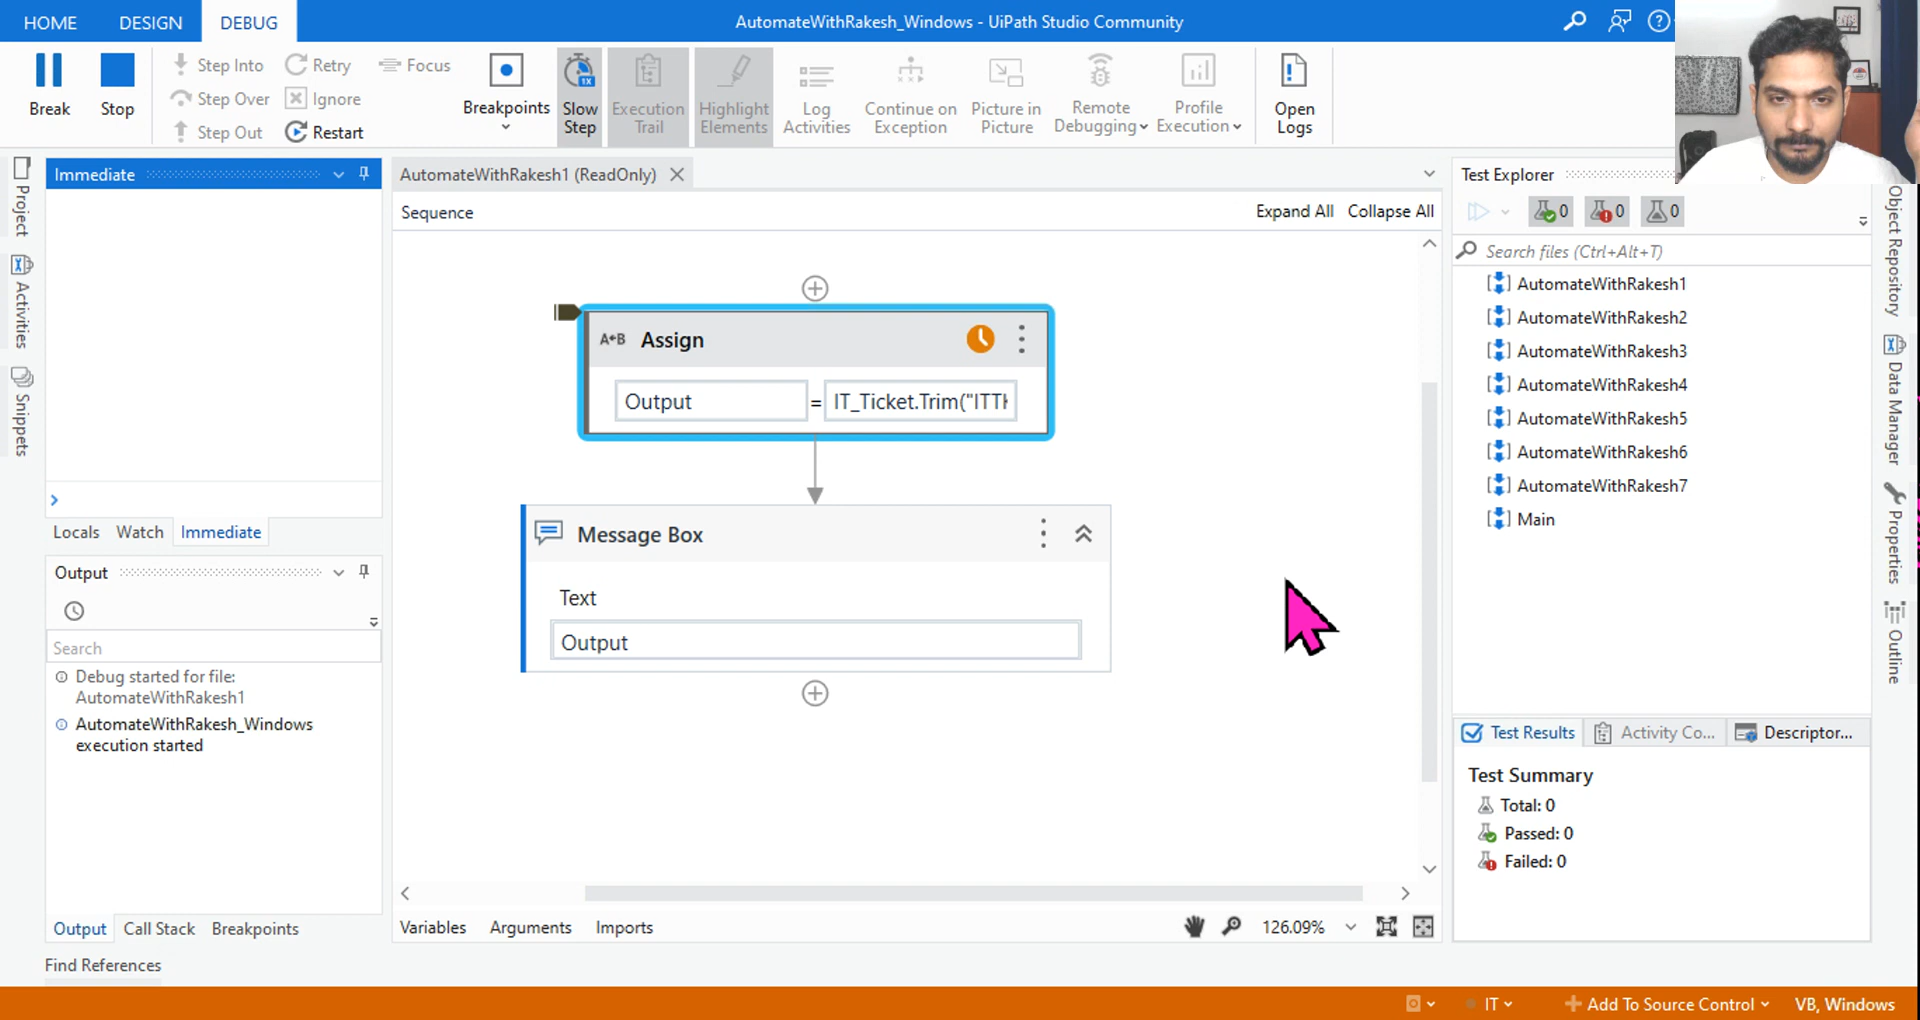 HOME DESIGN DEBUG AutomateWithRakesh_Windows - UiPath Studio Community
Break
Stop
Step Into
Step Over
Step Out
Retry
Ignore
Restart
Focus
Breakpoints
Slow
Step
1X
Execution
Trail
Highlight
Elements
Log
Activities
Continue on
Exception
Picture in
Picture
Remote
Debugging
Profile
Execution
Open
Logs
Project
Activities
Snippets
Immediate
Locals Watch Immediate
Output
Search
Debug started for file:
AutomateWithRakesh1
AutomateWithRakesh_Windows
execution started
Output Call Stack Breakpoints
Find References
AutomateWithRakesh1 (ReadOnly)
Sequence Expand All Collapse All
A B Assign
Output = IT_Ticket.Trim("ITTK
Message Box
Text
Output
Variables Arguments Imports 126.09%
Test Explorer
0 0 0
Search files (Ctrl+Alt+T)
AutomateWithRakesh1
AutomateWithRakesh2
AutomateWithRakesh3
AutomateWithRakesh4
AutomateWithRakesh5
AutomateWithRakesh6
AutomateWithRakesh7
Main
Test Results Activity Co... Descriptor...
Test Summary
Total: 0
Passed: 0
Failed: 0
Object Repository
Data Manager
Properties
Outline
IT Add To Source Control VB, Windows